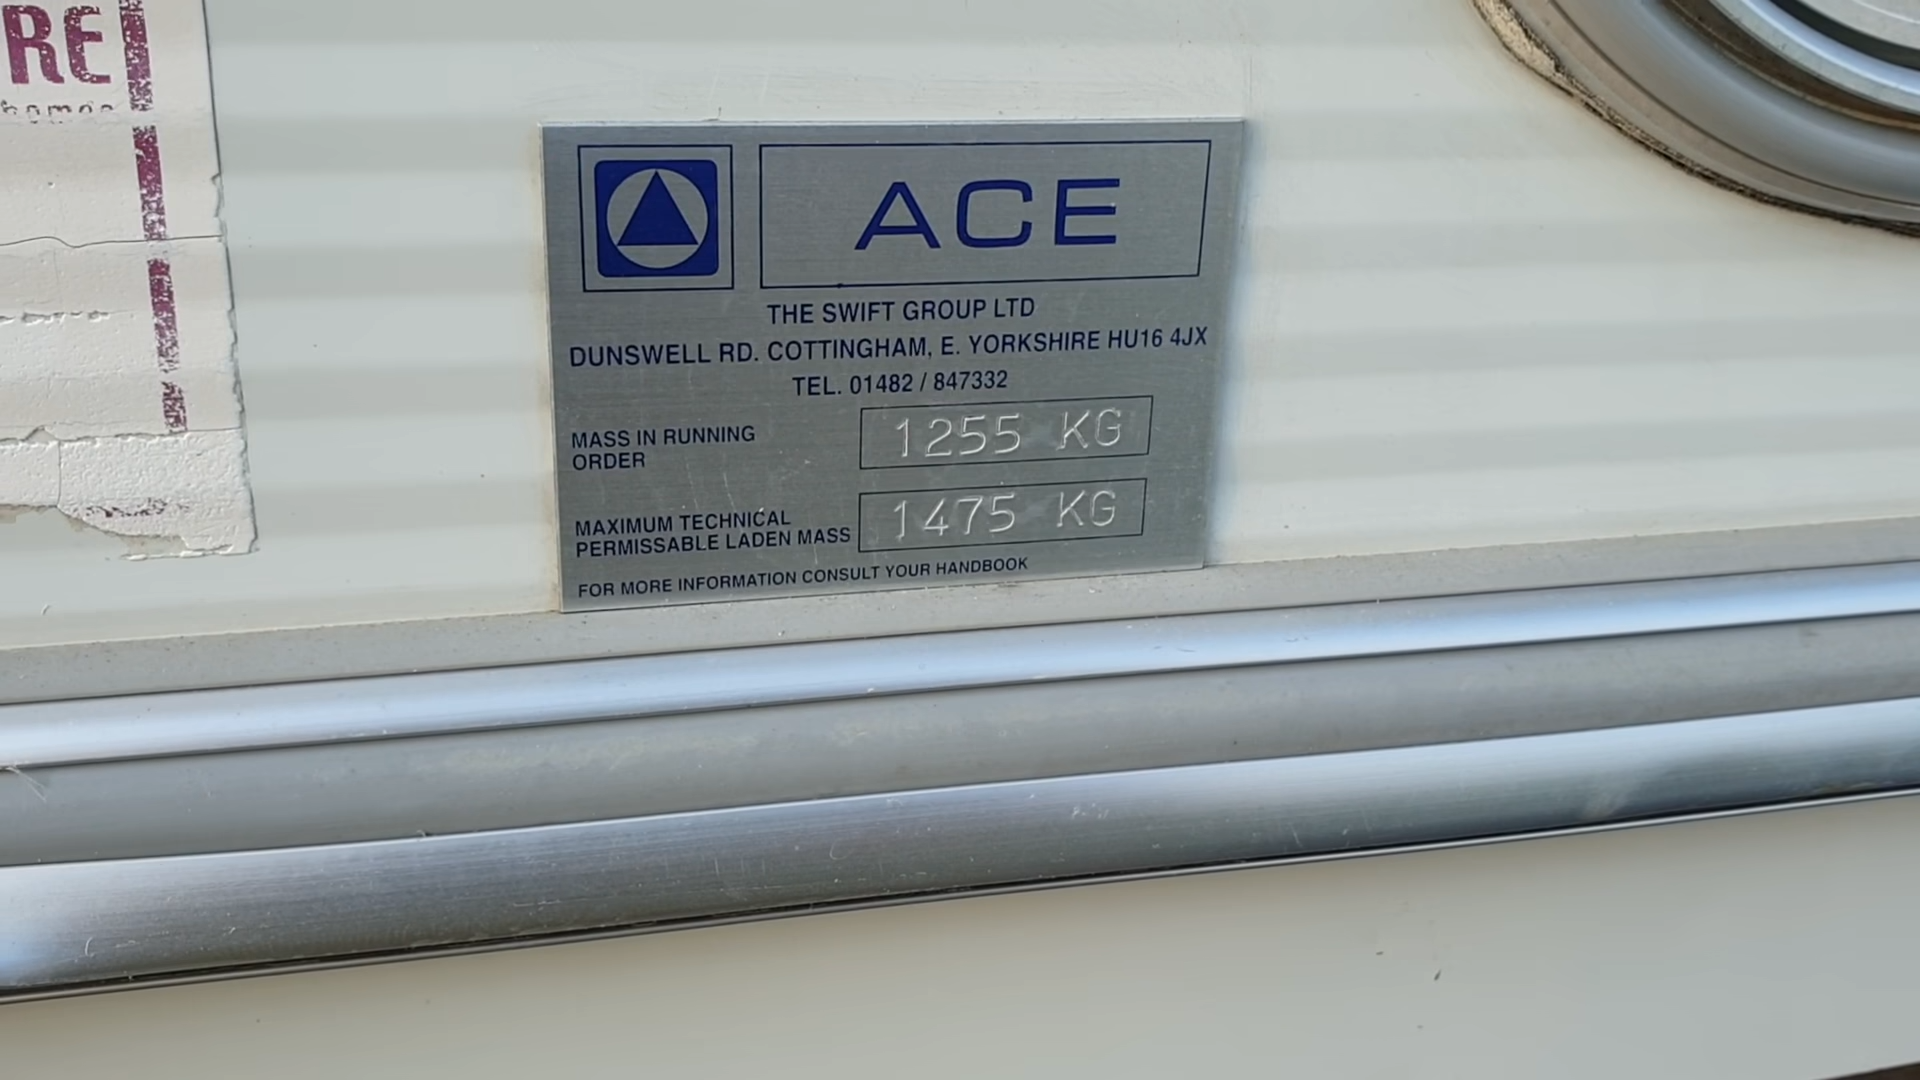 RE
ACE
THE SWIFT GROUP LTD
DUNSWELL RD. COTTINGHAM, E. YORKSHIRE HU16 4JX
TEL. 01482 / 847332
MASS IN RUNNING
ORDER
1255 KG
MAXIMUM TECHNICAL
PERMISSABLE LADEN MASS
1475 KG
FOR MORE INFORMATION CONSULT YOUR HANDBOOK